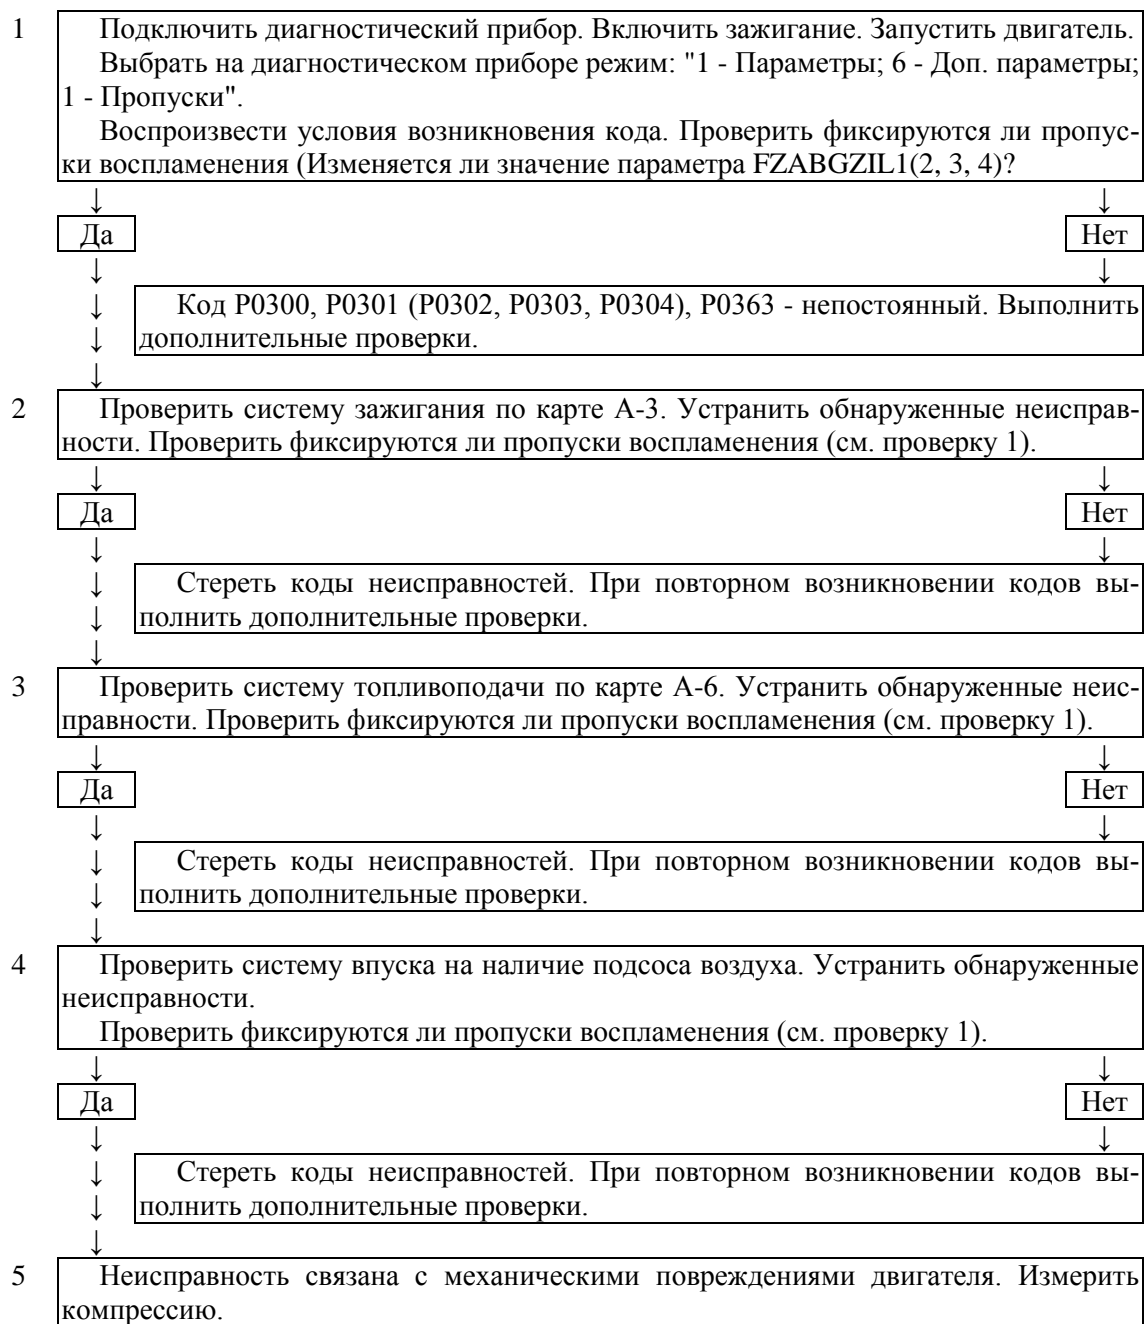 1 Подключить диагностический прибор. Включить зажигание. Запустить двигатель.
Выбрать на диагностическом приборе режим: "1 - Параметры; 6 - Доп. параметры;
1 - Пропуски".
Воспроизвести условия возникновения кода. Проверить фиксируются ли пропус-
ки воспламенения (Изменяется ли значение параметра FZABGZIL1(2, 3, 4)?
↓ ↓
Да Нет
↓ ↓
↓ Код Р0300, Р0301 (Р0302, Р0303, Р0304), Р0363 - непостоянный. Выполнить
↓ дополнительные проверки.
↓
2 Проверить систему зажигания по карте А-3. Устранить обнаруженные неисправ-
ности. Проверить фиксируются ли пропуски воспламенения (см. проверку 1).
↓ ↓
Да Нет
↓ ↓
↓ Стереть коды неисправностей. При повторном возникновении кодов вы-
↓ полнить дополнительные проверки.
↓
3 Проверить систему топливоподачи по карте А-6. Устранить обнаруженные неис-
правности. Проверить фиксируются ли пропуски воспламенения (см. проверку 1).
↓ ↓
Да Нет
↓ ↓
↓ Стереть коды неисправностей. При повторном возникновении кодов вы-
↓ полнить дополнительные проверки.
↓
4 Проверить систему впуска на наличие подсоса воздуха. Устранить обнаруженные
неисправности.
Проверить фиксируются ли пропуски воспламенения (см. проверку 1).
↓ ↓
Да Нет
↓ ↓
↓ Стереть коды неисправностей. При повторном возникновении кодов вы-
↓ полнить дополнительные проверки.
↓
5 Неисправность связана с механическими повреждениями двигателя. Измерить
компрессию.